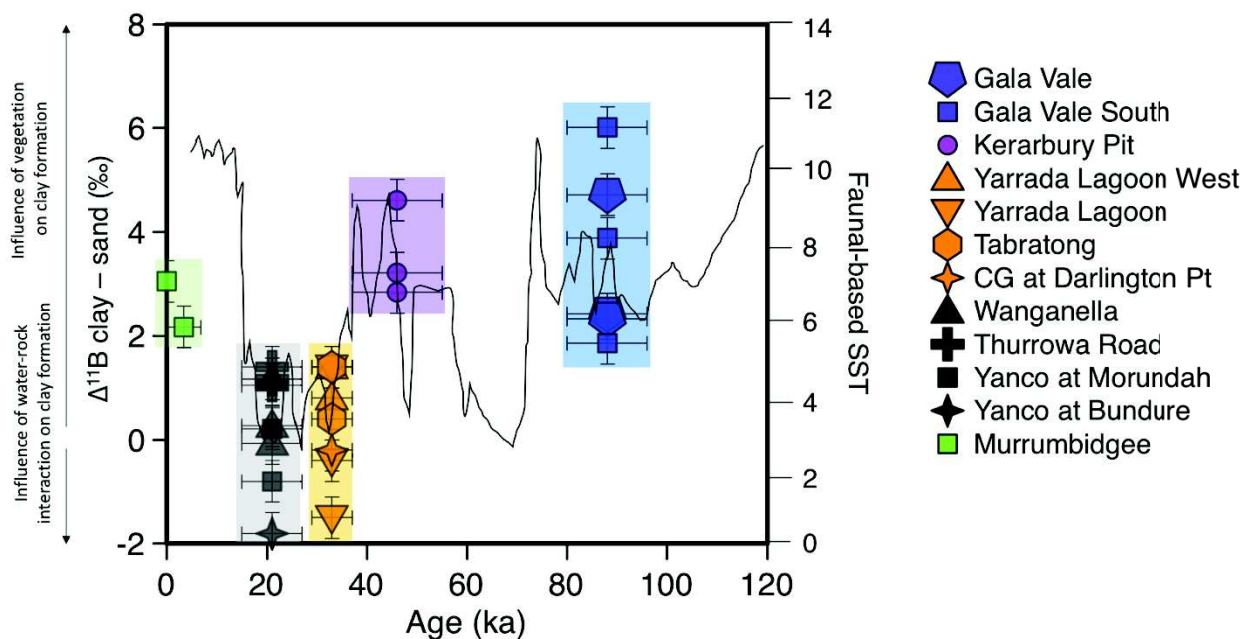 Influence of vegetation
on clay formation
Influence of water-rock
interaction on clay formation
Δ¹¹B clay – sand (‰)
8
6
4
2
0
-2
0
20
40
60
80
100
120
Age (ka)
14
12
10
8
6
4
2
0
Faunal-based SST
Gala Vale
Gala Vale South
Kerarbury Pit
Yarrada Lagoon West
Yarrada Lagoon
Tabratong
CG at Darlington Pt
Wanganella
Thurrowa Road
Yanco at Morundah
Yanco at Bundure
Murrumbidgee